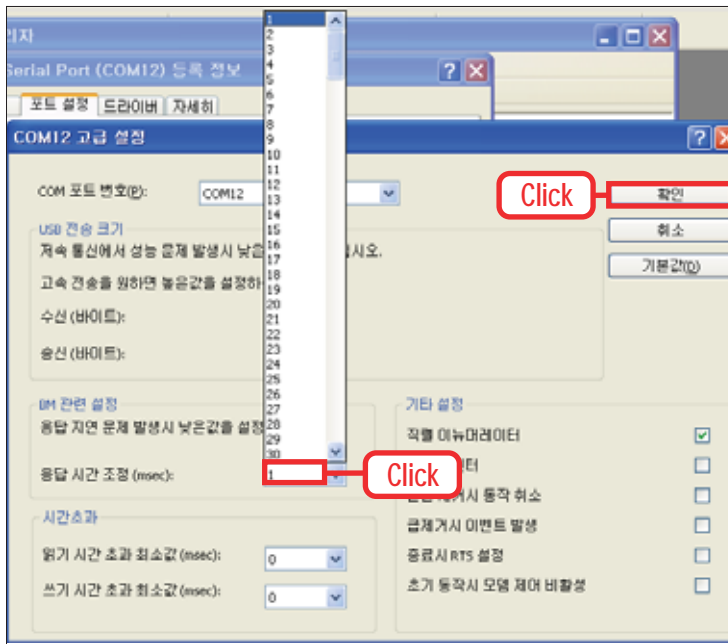 리자
Serial Port (COM12) 등록 정보
포트 설정 드라이버 자세히
COM12 고급 설정
COM 포트 번호(P): COM12
Click
확인
취소
기본값(D)
USB 전송 크기
저속 통신에서 성능 문제 발생시 낮은 시오.
고속 전송을 원하면 높은값을 설정하
수신 (바이트):
송신 (바이트):
1
2
3
4
5
6
7
8
9
10
11
12
13
14
15
16
17
18
19
20
21
22
23
24
25
26
27
28
29
30
BM 관련 설정
응답 지연 문제 발생시 낮은값을 설정
응답 시간 조정 (msec): 1
Click
시간초과
읽기 시간 초과 최소값 (msec): 0
쓰기 시간 초과 최소값 (msec): 0
기타 설정
직렬 이뉴머레이터
터
시 동작 취소
급제거시 이벤트 발생
종료시 RTS 설정
초기 동작시 모뎀 제어 비활성